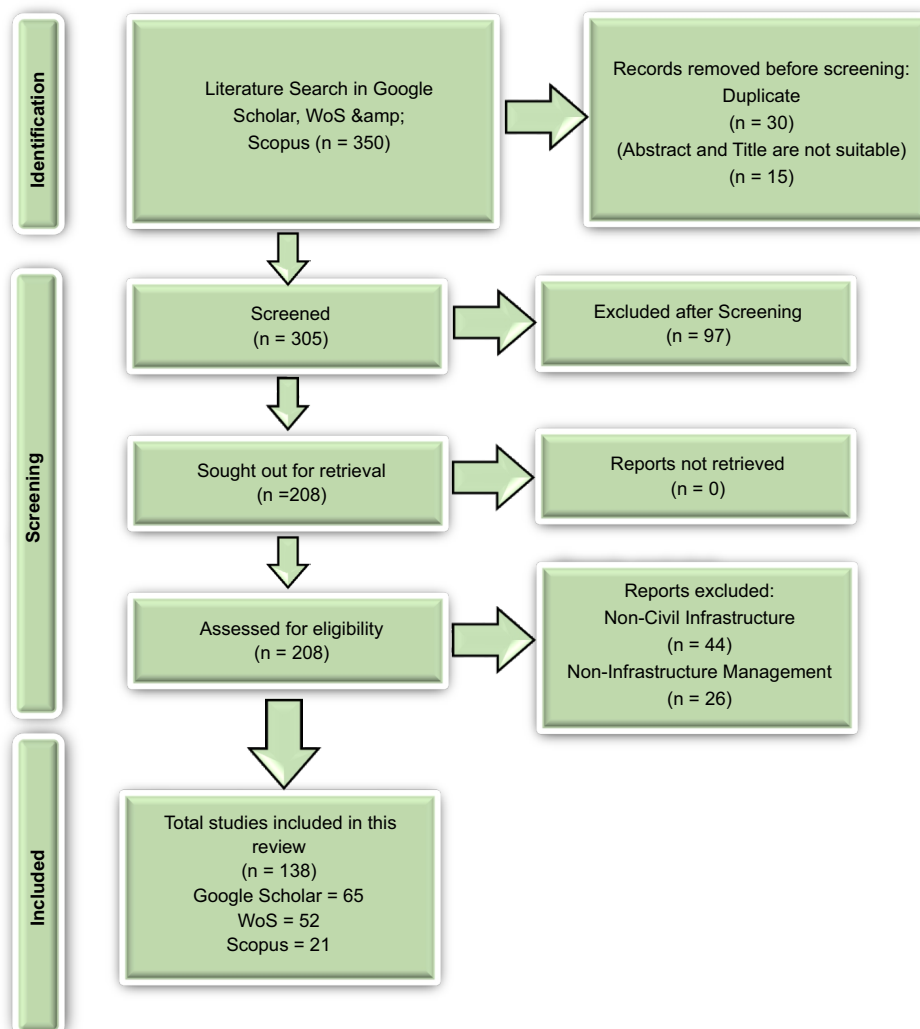 Identification
Literature Search in Google
Scholar, WoS &amp;
Scopus (n = 350)
Records removed before screening:
Duplicate
(n = 30)
(Abstract and Title are not suitable)
(n = 15)
Screening
Screened
(n = 305)
Excluded after Screening
(n = 97)
Sought out for retrieval
(n =208)
Reports not retrieved
(n = 0)
Assessed for eligibility
(n = 208)
Reports excluded:
Non-Civil Infrastructure
(n = 44)
Non-Infrastructure Management
(n = 26)
Included
Total studies included in this
review
(n = 138)
Google Scholar = 65
WoS = 52
Scopus = 21